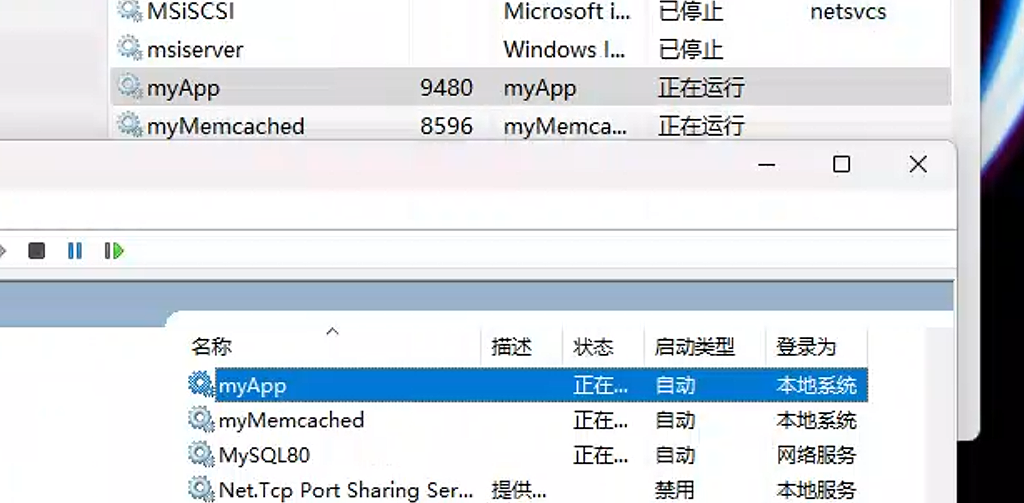 MSiSCSI Microsoft i... 已停止 netsvcs
msiserver Windows I... 已停止
myApp 9480 myApp 正在运行
myMemcached 8596 myMemca... 正在运行
名称 描述 状态 启动类型 登录为
myApp 正在... 自动 本地系统
myMemcached 正在... 自动 本地系统
MySQL80 正在... 自动 网络服务
Net.Tcp Port Sharing Ser... 提供... 禁用 本地服务